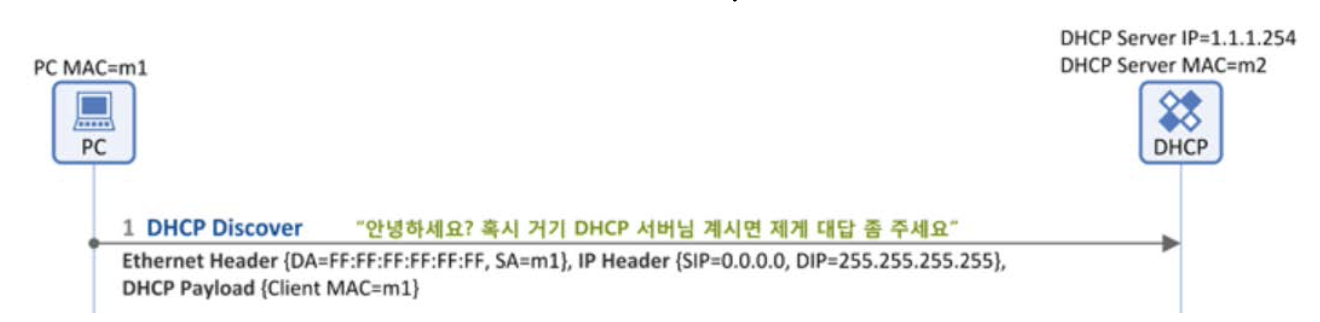 DHCP Server IP=1.1.1.254
PC MAC=m1
DHCP Server MAC=m2
PC
DHCP
1 DHCP Discover "안녕하세요? 혹시 거기 DHCP 서버님 계시면 제게 대답 좀 주세요"
Ethernet Header {DA=FF:FF:FF:FF:FF:FF, SA=m1}, IP Header {SIP=0.0.0.0, DIP=255.255.255.255},
DHCP Payload {Client MAC=m1}